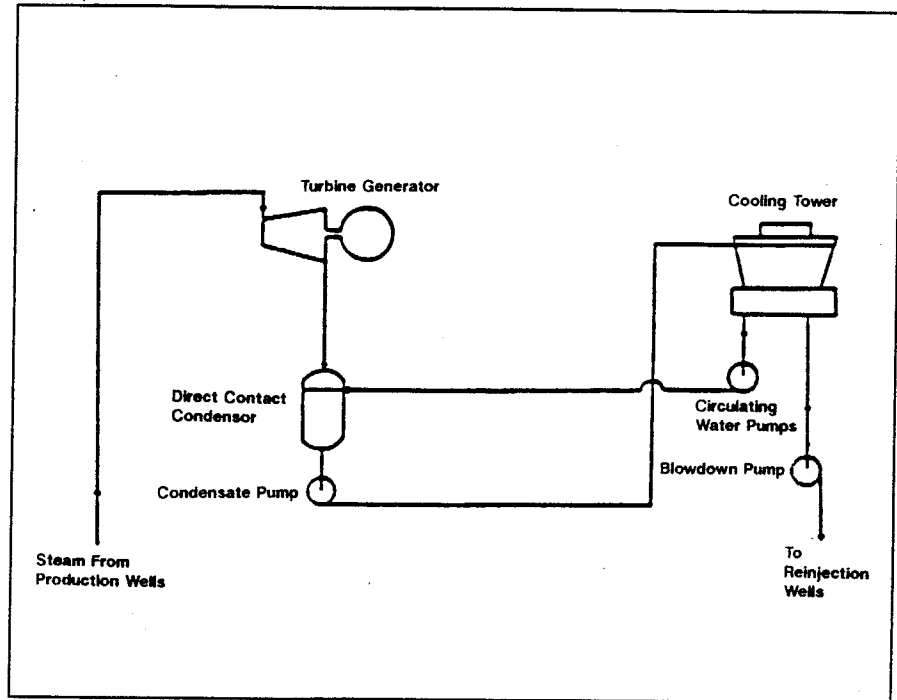 Turbine Generator
Cooling Tower
Direct Contact
Condensor
Circulating
Water Pumps
Condensate Pump
Blowdown Pump
Steam From
Production Wells
To
Reinjection
Wells